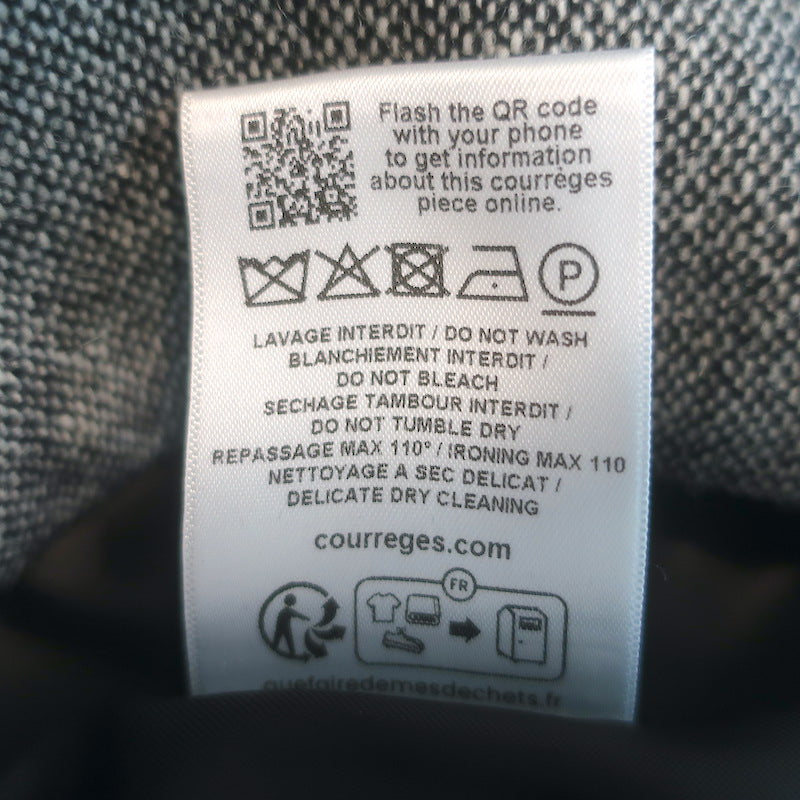 Flash the QR code
with your phone
to get information
about this courrèges
piece online.
P
LAVAGE INTERDIT / DO NOT WASH
BLANCHIEMENT INTERDIT /
DO NOT BLEACH
SECHAGE TAMBOUR INTERDIT /
DO NOT TUMBLE DRY
REPASSAGE MAX 110° / IRONING MAX 110
NETTOYAGE A SEC DELICAT /
DELICATE DRY CLEANING
courreges.com
FR
quefairedemesdechets.fr